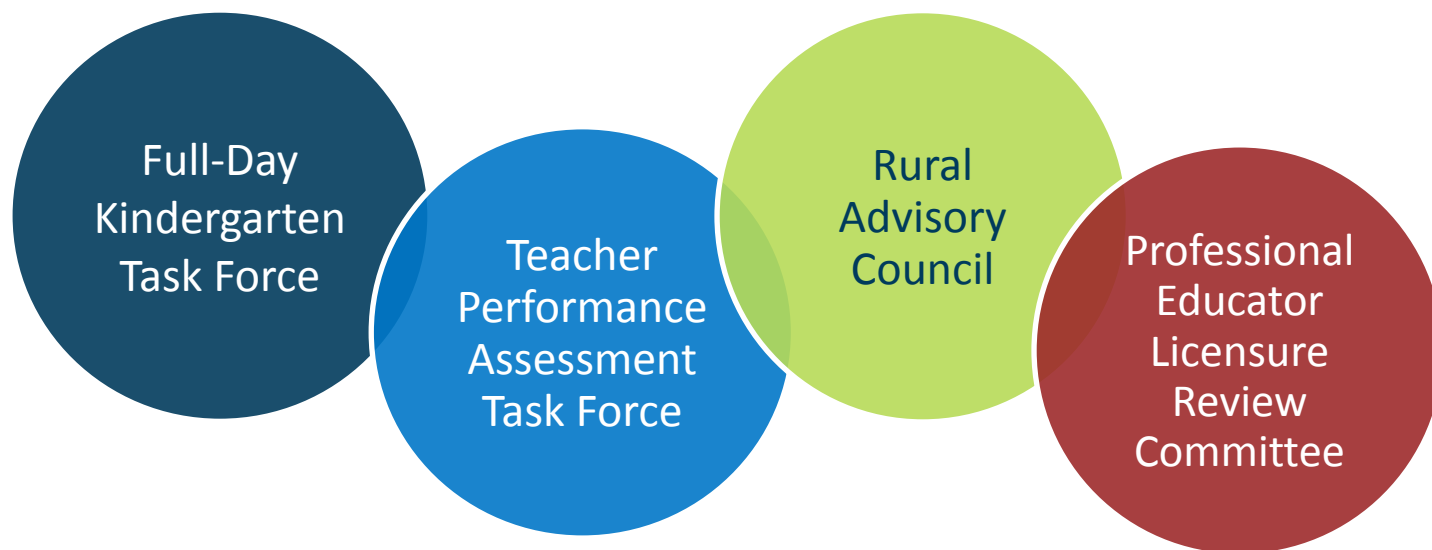 Full-Day
Kindergarten
Task Force
Teacher
Performance
Assessment
Task Force
Rural
Advisory
Council
Professional
Educator
Licensure
Review
Committee